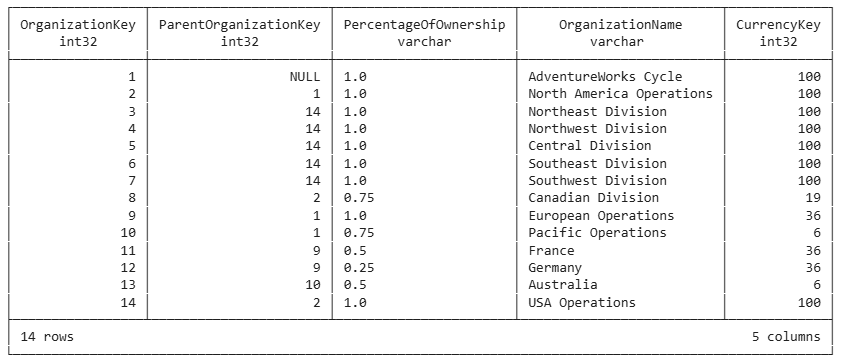 OrganizationKey ParentOrganizationKey PercentageOfOwnership OrganizationName CurrencyKey
int32 int32 varchar varchar int32
1 NULL 1.0 AdventureWorks Cycle 100
2 1 1.0 North America Operations 100
3 14 1.0 Northeast Division 100
4 14 1.0 Northwest Division 100
5 14 1.0 Central Division 100
6 14 1.0 Southeast Division 100
7 14 1.0 Southwest Division 100
8 2 0.75 Canadian Division 19
9 1 1.0 European Operations 36
10 1 0.75 Pacific Operations 6
11 9 0.5 France 36
12 9 0.25 Germany 36
13 10 0.5 Australia 6
14 2 1.0 USA Operations 100
14 rows 5 columns